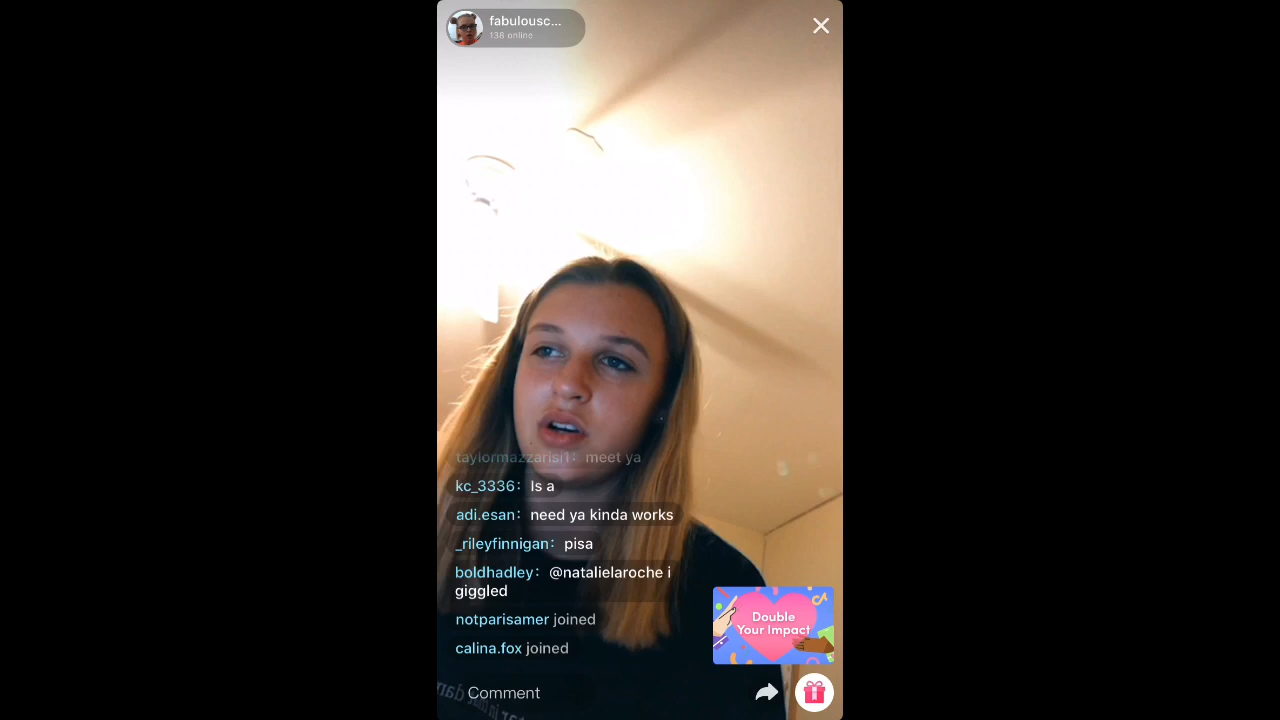 fabulousc...
138 online
taylormazzarisi1: meet ya
kc_3336: Is a
adi.esan: need ya kinda works
_rileyfinnigan: pisa
boldhadley: @natalielaroche i
giggled
notparisamer joined
calina.fox joined
Double
Your Impact
Comment